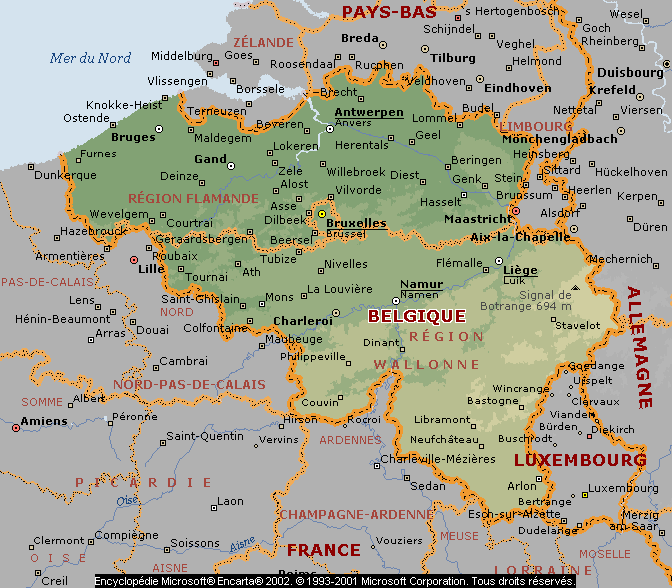 PAYS-BAS
's Hertogenbosch
Wesel
Goch
Rheinberg
ZÉLANDE
Breda
Schijndel
Veghel
Mer du Nord
Middelburg
Goes
Roosendaal
Rucphen
Tilburg
Helmond
Duisbourg
Vlissengen
Borssele
Brecht
Veldhoven
Eindhoven
Krefeld
Knokke-Heist
Terneuzen
Antwerpen
Anvers
Lommel
Budel
Nettetal
Viersen
Ostende
Bruges
Maldegem
Beveren
Herentals
Geel
LIMBOURG
Mönchengladbach
Furnes
Gand
Lokeren
Beringen
Heinsberg
Dunkerque
Deinze
Zele
Willebroek
Diest
Genk
Stein
Sittard
Hückelhoven
Alost
Vilvorde
Hasselt
Brunssum
Heerlen
Kerpen
RÉGION FLAMANDE
Asse
Dilbeek
Bruxelles
Brussel
Maastricht
Alsdorf
Wevelgem
Courtrai
Düren
Hazebrouck
Geraardsbergen
Beersel
Aix-la-Chapelle
Armentières
Lille
Roubaix
Tubize
Nivelles
Flémalle
Liège
Luik
Mechernich
Tournai
Ath
PAS-DE-CALAIS
Saint-Ghislain
Mons
La Louvière
Namur
Namen
Signal de
Botrange 694 m
Lens
NORD
Hénin-Beaumont
Douai
Colfontaine
Charleroi
BELGIQUE
Stavelot
ALLEMAGNE
Arras
Maubeuge
Dinant
RÉGION
WALLONNE
Philippeville
Cambrai
Goedange
Urspelt
NORD-PAS-DE-CALAIS
Wincrange
Clervaux
SOMME
Albert
Couvin
Bastogne
Vianden
Amiens
Péronne
Hirson
Rocroi
Libramont
Bürden
Diekirch
Saint-Quentin
Vervins
ARDENNES
Neufchâteau
Buschrodt
Charleville-Mézières
LUXEMBOURG
PICARDIE
Sedan
Arlon
Luxembourg
Oise
Laon
Bertrange
CHAMPAGNE-ARDENNE
Esch-sur-Alzette
Merzig
Dudelange
am-Saar
Clermont
Compiègne
Soissons
Aisne
FRANCE
Vouziers
MEUSE
MOSELLE
OISE
AISNE
Creil
Reims
LORRAINE
Encyclopédie Microsoft® Encarta® 2002. © 1993-2001 Microsoft Corporation. Tous droits réservés.